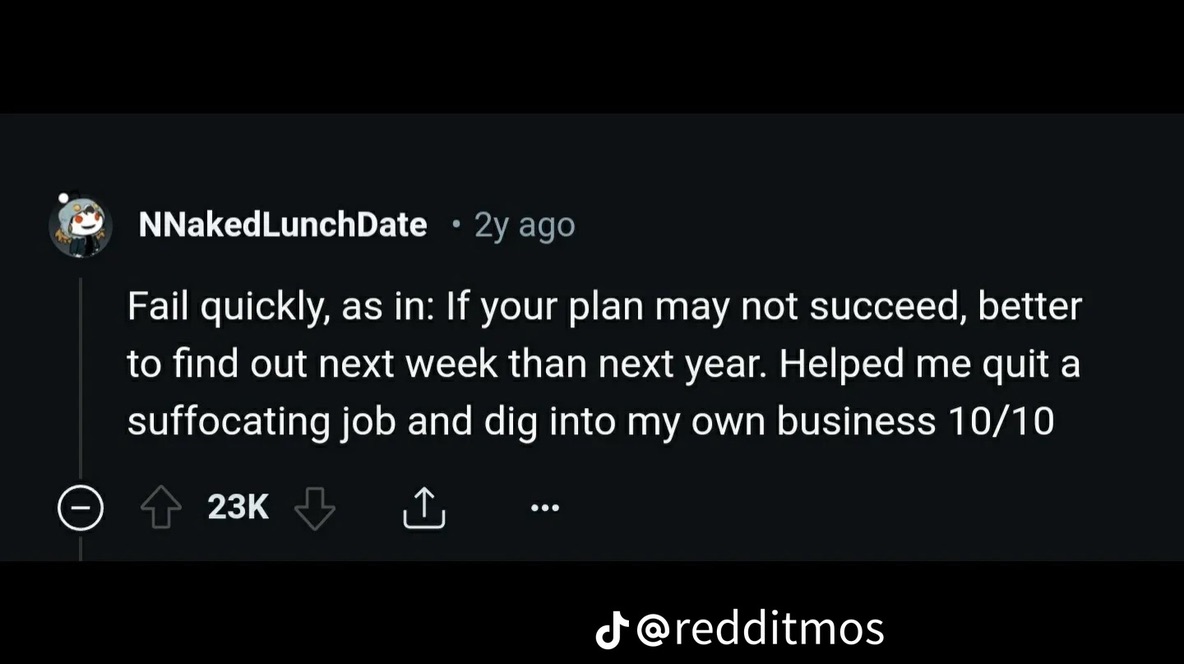 NNakedLunchDate • 2y ago
Fail quickly, as in: If your plan may not succeed, better
to find out next week than next year. Helped me quit a
suffocating job and dig into my own business 10/10
23K
@redditmos